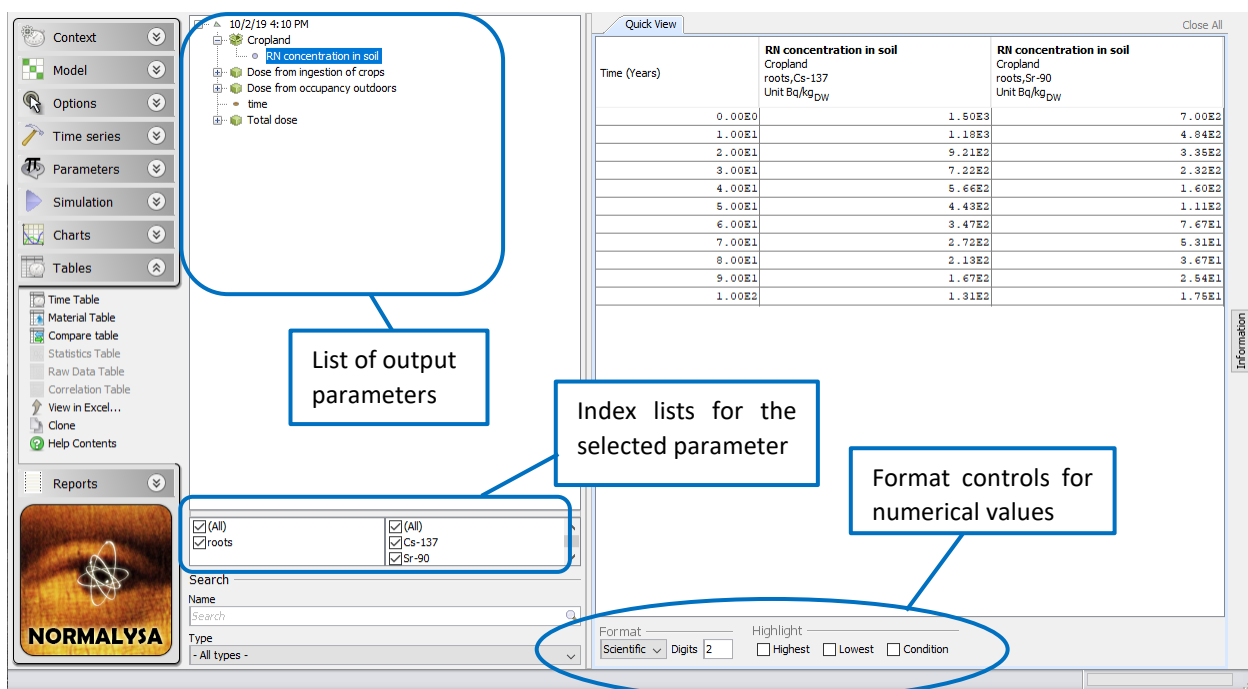 Context
Model
Options
Time series
Parameters
Simulation
Charts
Tables
Time Table
Material Table
Compare table
Statistics Table
Raw Data Table
Correlation Table
View in Excel...
Clone
Help Contents
Reports
NORMALYSA
10/2/19 4:10 PM
Cropland
RN concentration in soil
Dose from ingestion of crops
Dose from occupancy outdoors
time
Total dose
List of output
parameters
Index lists for the
selected parameter
(All) (All)
roots Cs-137
Sr-90
Search
Name
Search
Type
- All types -
Quick View Close All
Time (Years)
RN concentration in soil
Cropland
roots,Cs-137
Unit Bq/kgDW
RN concentration in soil
Cropland
roots,Sr-90
Unit Bq/kgDW
0.00E0 1.50E3 7.00E2
1.00E1 1.18E3 4.84E2
2.00E1 9.21E2 3.35E2
3.00E1 7.22E2 2.32E2
4.00E1 5.66E2 1.60E2
5.00E1 4.43E2 1.11E2
6.00E1 3.47E2 7.67E1
7.00E1 2.72E2 5.31E1
8.00E1 2.13E2 3.67E1
9.00E1 1.67E2 2.54E1
1.00E2 1.31E2 1.75E1
Format controls for
numerical values
Format Highlight
Scientific Digits 2 Highest Lowest Condition
Information